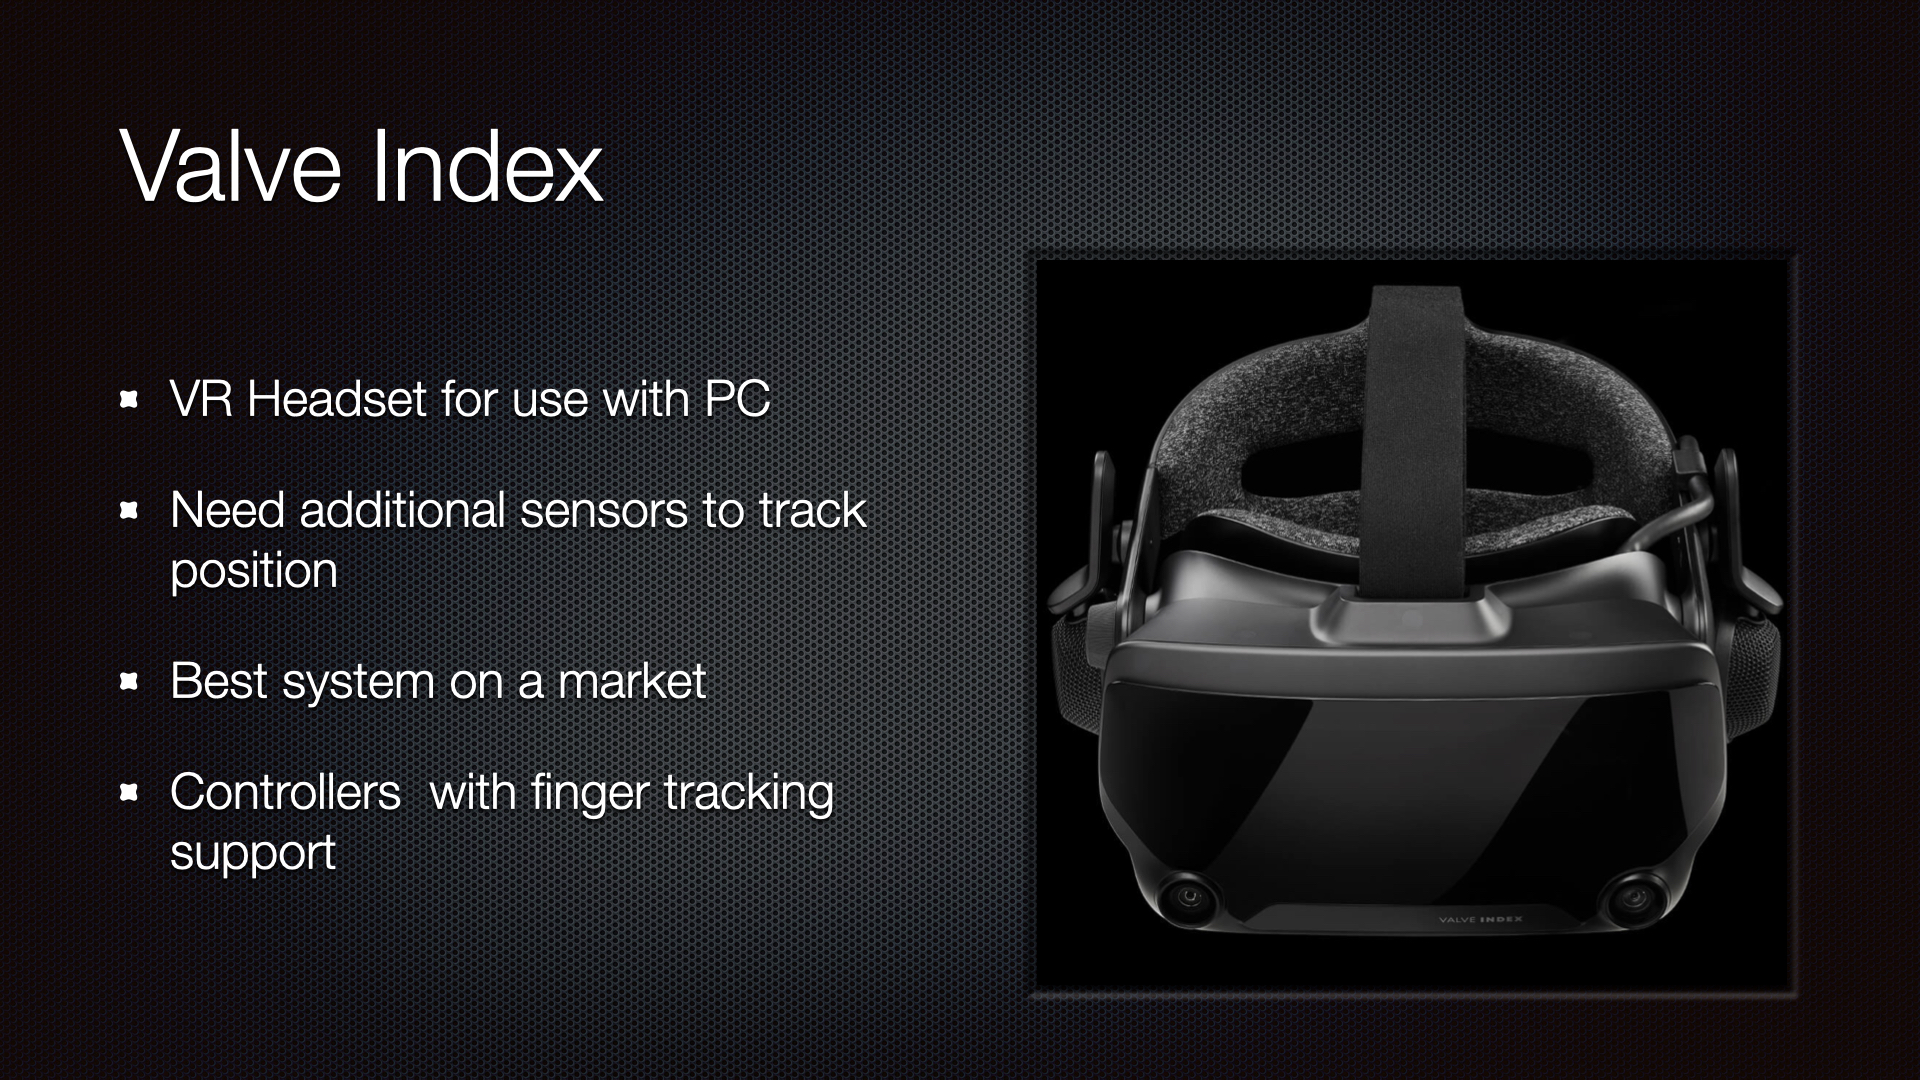 Valve Index
VR Headset for use with PC
Need additional sensors to track
position
Best system on a market
Controllers  with finger tracking
support
VALVE INDEX